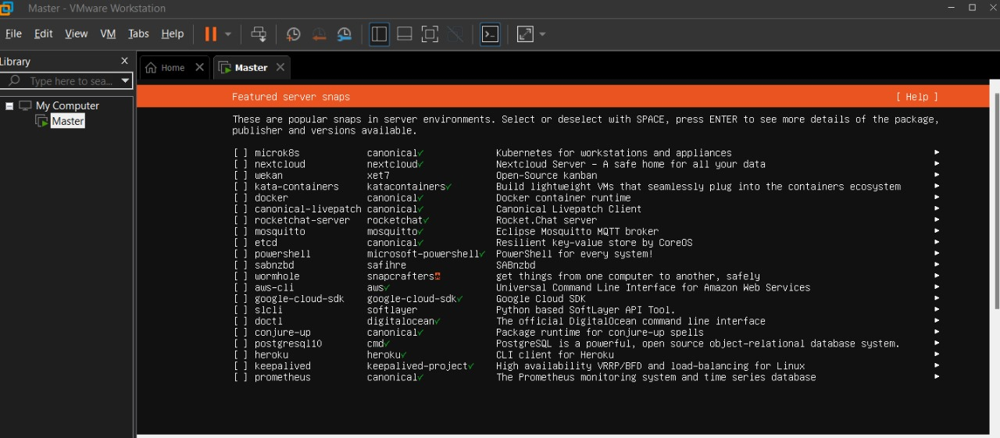 Master - VMware Workstation
File Edit View VM Tabs Help
Library
Type here to sea...
Home Master
My Computer
Master
Featured server snaps [ Help ]
These are popular snaps in server environments. Select or deselect with SPACE, press ENTER to see more details of the package,
publisher and versions available.
[ ] microk8s canonical✓ Kubernetes for workstations and appliances ▸
[ ] nextcloud nextcloud✓ Nextcloud Server – A safe home for all your data ▸
[ ] wekan xet7 Open-Source kanban ▸
[ ] kata-containers katacontainers✓ Build lightweight VMs that seamlessly plug into the containers ecosystem ▸
[ ] docker canonical✓ Docker container runtime ▸
[ ] canonical-livepatch canonical✓ Canonical Livepatch Client ▸
[ ] rocketchat-server rocketchat✓ Rocket.Chat server ▸
[ ] mosquitto mosquitto✓ Eclipse Mosquitto MQTT broker ▸
[ ] etcd canonical✓ Resilient key-value store by CoreOS ▸
[ ] powershell microsoft-powershell✓ PowerShell for every system! ▸
[ ] sabnzbd safihre SABnzbd ▸
[ ] wormhole snapcrafters get things from one computer to another, safely ▸
[ ] aws-cli aws✓ Universal Command Line Interface for Amazon Web Services ▸
[ ] google-cloud-sdk google-cloud-sdk✓ Google Cloud SDK ▸
[ ] slcli softlayer Python based SoftLayer API Tool. ▸
[ ] doctl digitalocean✓ The official DigitalOcean command line interface ▸
[ ] conjure-up canonical✓ Package runtime for conjure-up spells ▸
[ ] postgresql10 cmd✓ PostgreSQL is a powerful, open source object-relational database system. ▸
[ ] heroku heroku✓ CLI client for Heroku ▸
[ ] keepalived keepalived-project✓ High availability VRRP/BFD and load-balancing for Linux ▸
[ ] prometheus canonical✓ The Prometheus monitoring system and time series database ▸